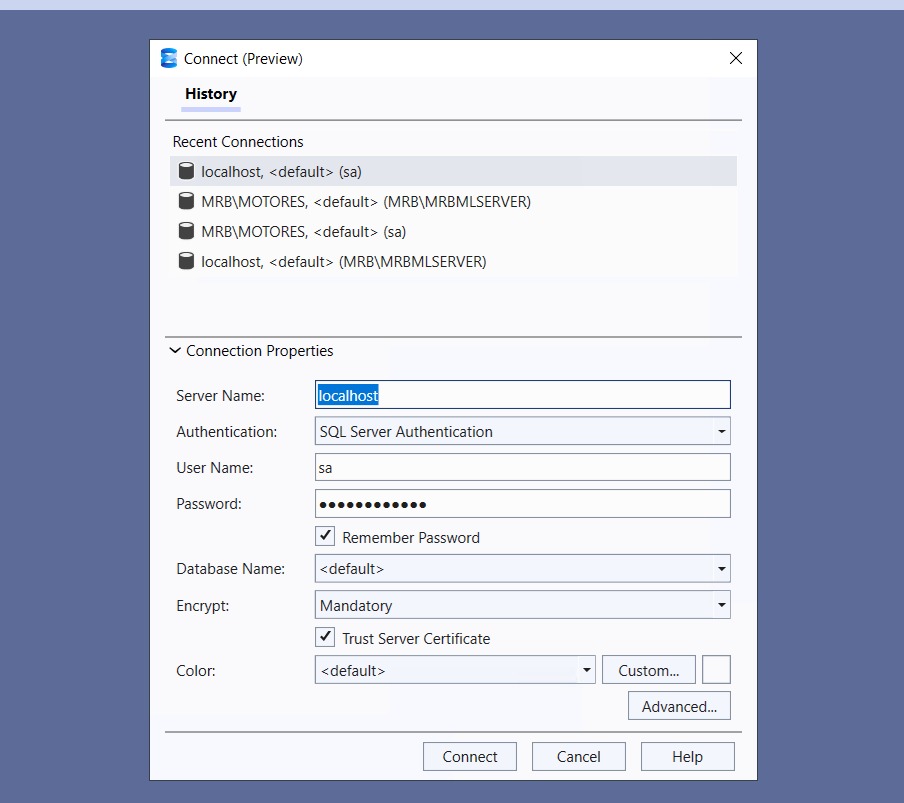 Connect (Preview)
History
Recent Connections
localhost, <default> (sa)
MRB\MOTORES, <default> (MRB\MRBMLSERVER)
MRB\MOTORES, <default> (sa)
localhost, <default> (MRB\MRBMLSERVER)
Connection Properties
Server Name: localhost
Authentication: SQL Server Authentication
User Name: sa
Password: ●●●●●●●●●●●●
Remember Password
Database Name: <default>
Encrypt: Mandatory
Trust Server Certificate
Color: <default> Custom...
Advanced...
Connect Cancel Help